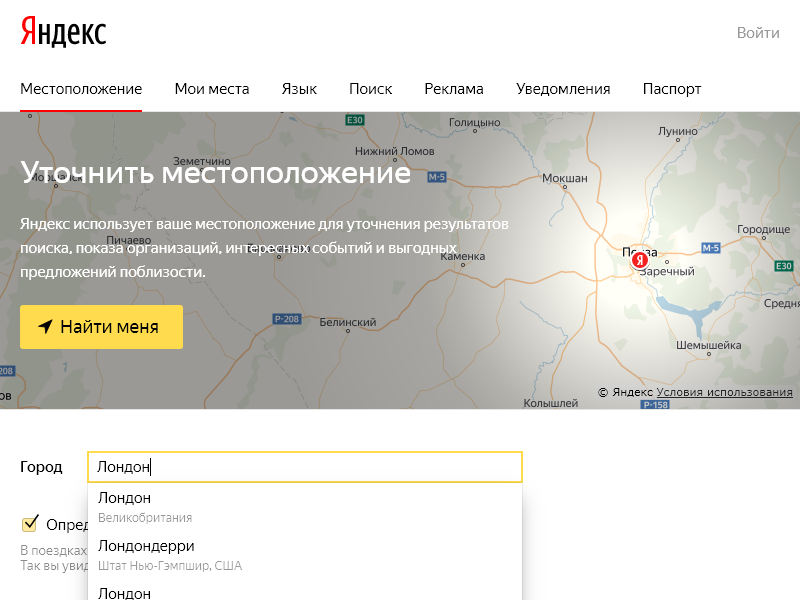 Яндекс
Войти
Местоположение Мои места Язык Поиск Реклама Уведомления Паспорт
E30
Голицыно
Лунино
Нижний Ломов
Земетчино
Уточнить местоположение
М-5
Мокшан
Яндекс использует ваше местоположение для уточнения результатов
Городище
поиска, показа организаций, интересных событий и выгодных
Пичаево
М-5
Каменка
E30
Заречный
предложений поблизости.
Средня
Найти меня
Р-208
Белинский
Шемышейка
208
ов
© Яндекс Условия использования
Колышлей
Р-158
Город
Лондон
Лондон
Великобритания
Опред
Лондондерри
В поездках
Так вы увид
Штат Нью-Гэмпшир, США
Лондон